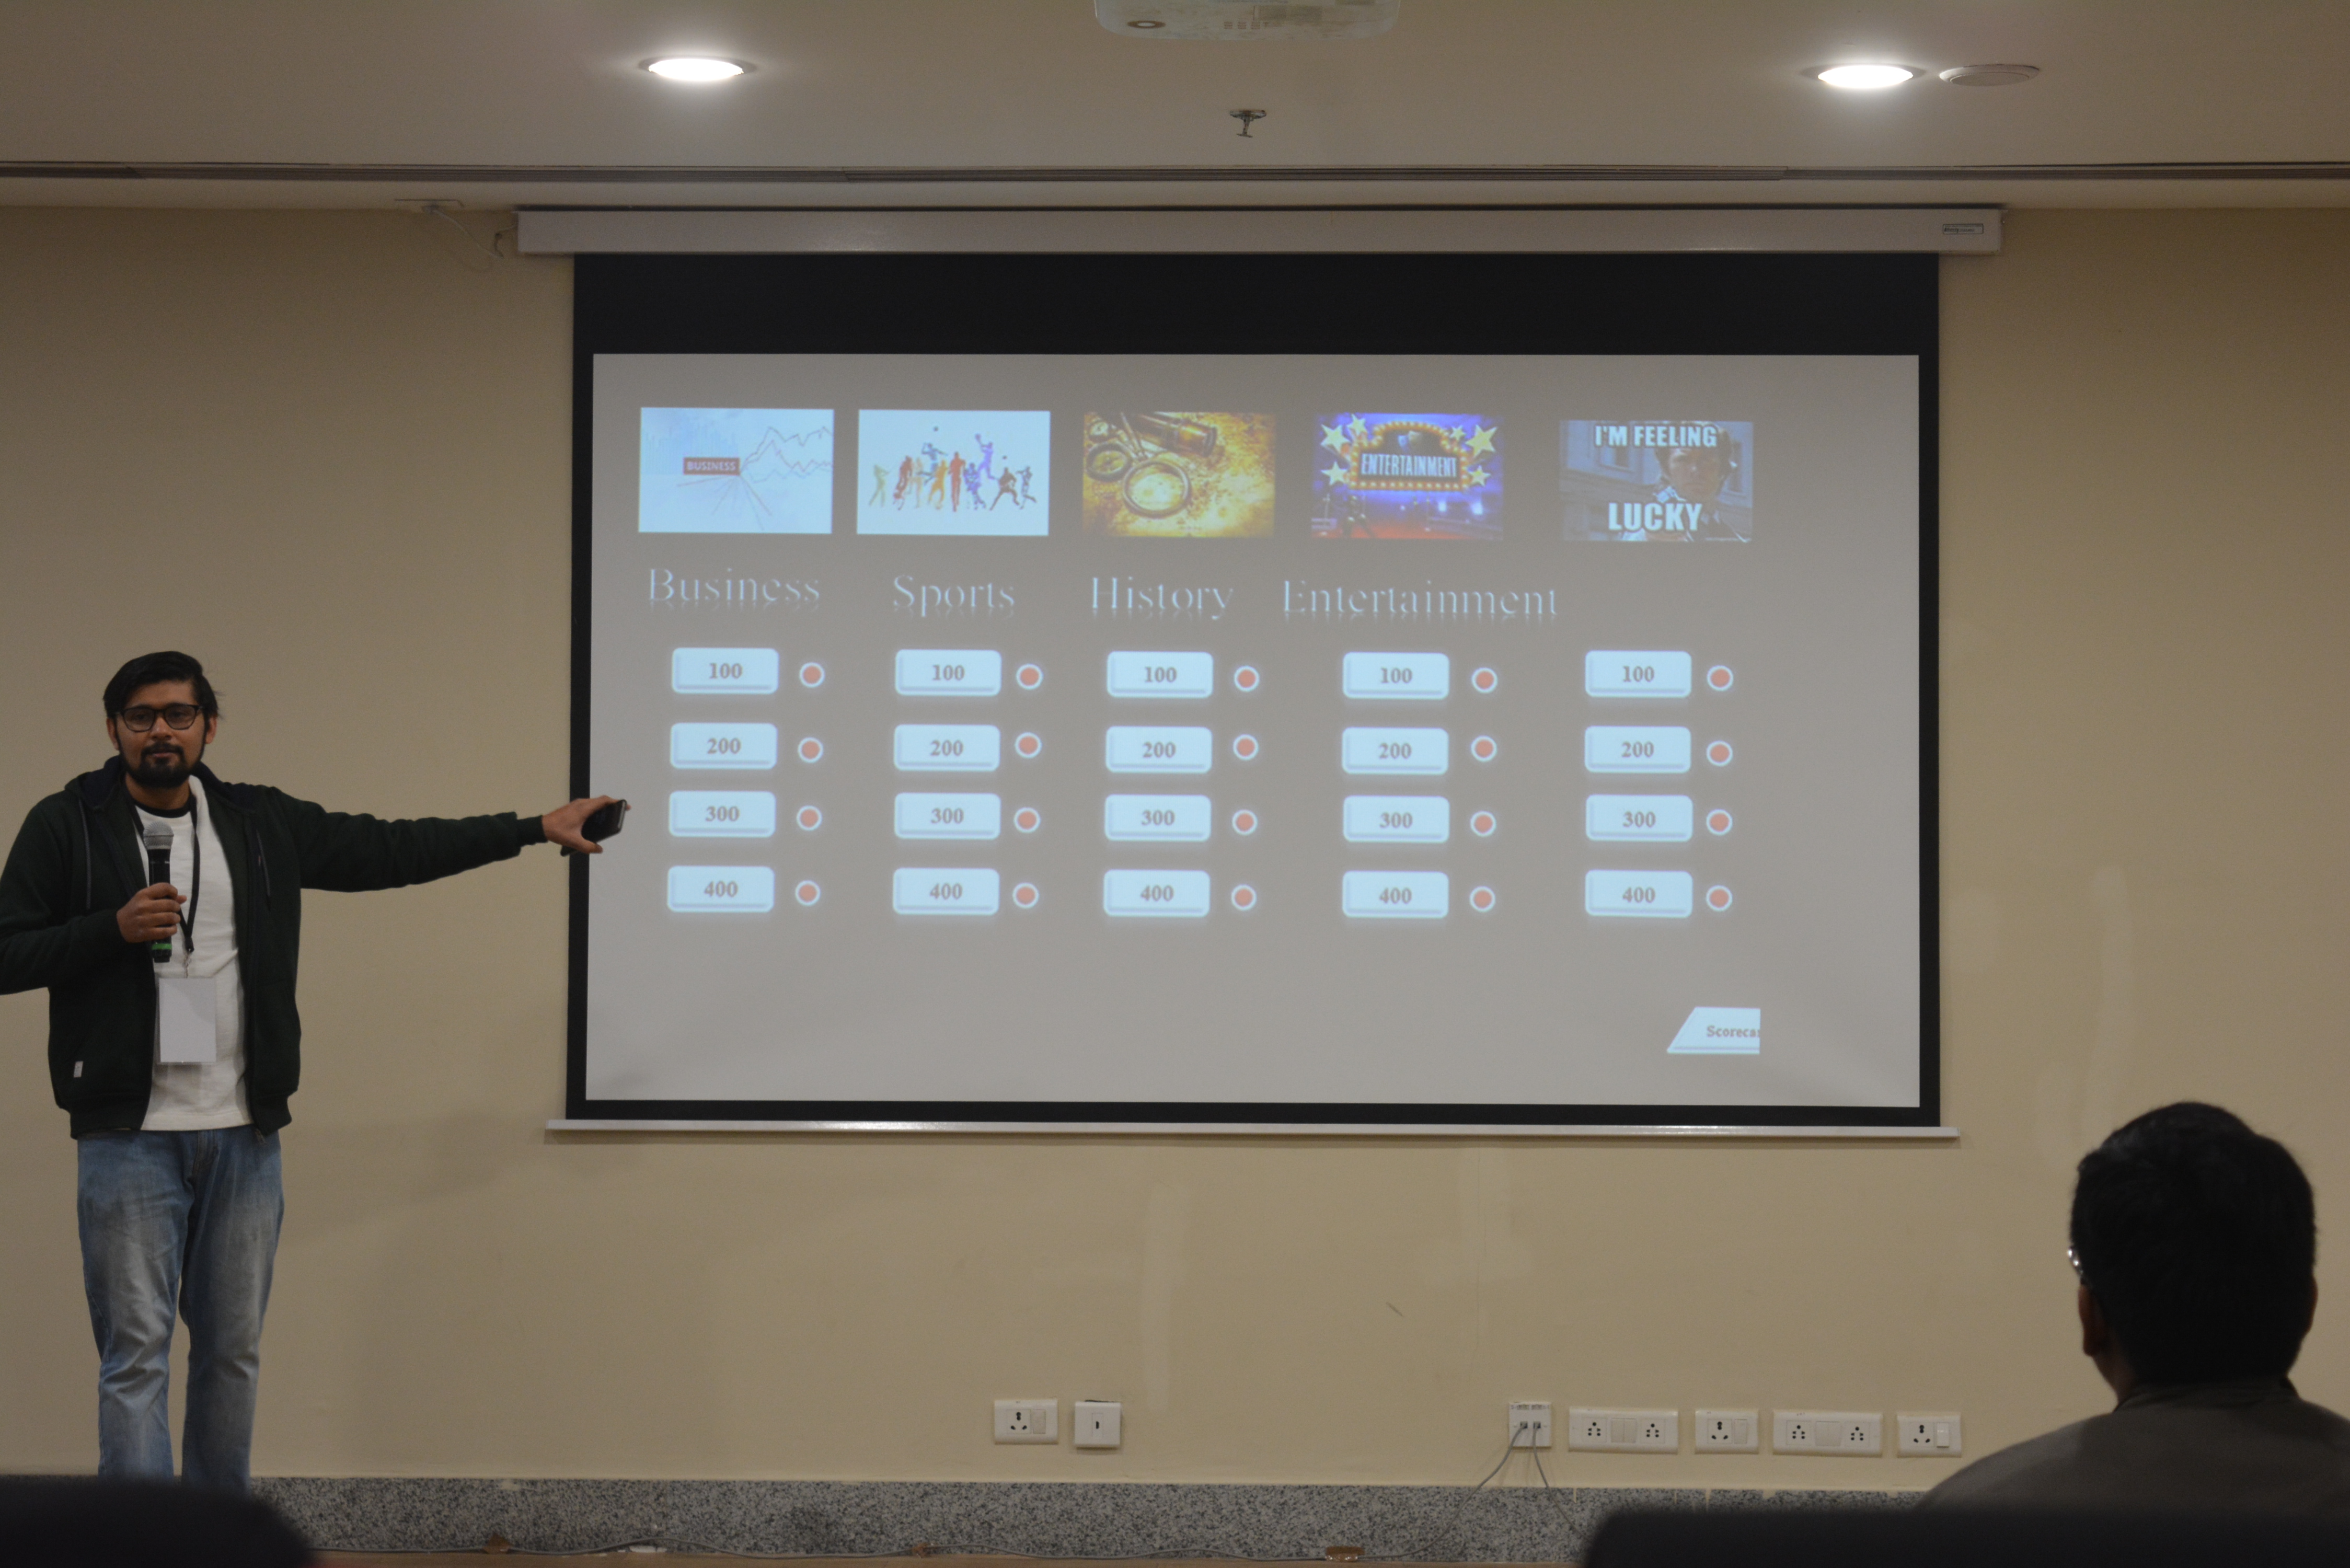 BUSINESS
ENTERTAINMENT
I'M FEELING
LUCKY
Business Sports History Entertainment
100 100 100 100 100
200 200 200 200 200
300 300 300 300 300
400 400 400 400 400
Scoreca